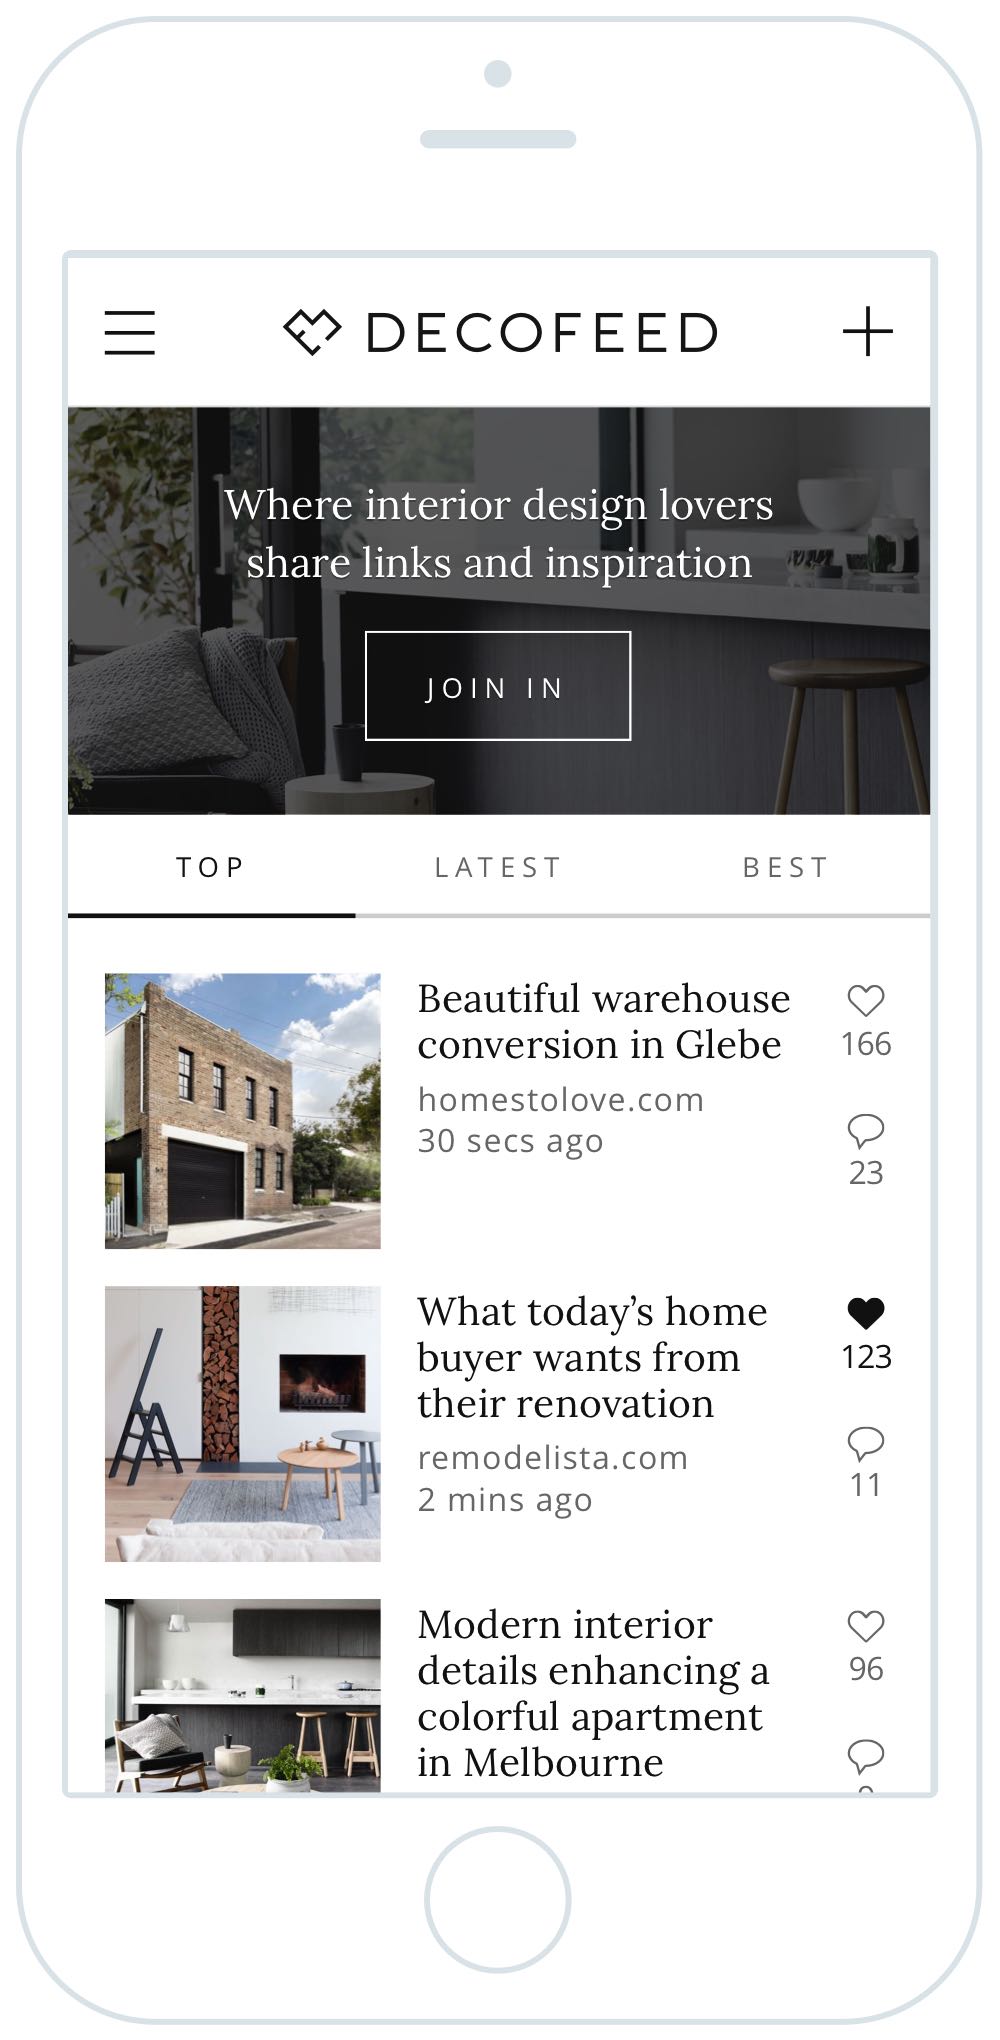 DECOFEED
Where interior design lovers
share links and inspiration
JOIN IN
TOP LATEST BEST
Beautiful warehouse
conversion in Glebe
homestolove.com
30 secs ago
166
23
What today’s home
buyer wants from
their renovation
remodelista.com
2 mins ago
123
11
Modern interior
details enhancing a
colorful apartment
in Melbourne
96